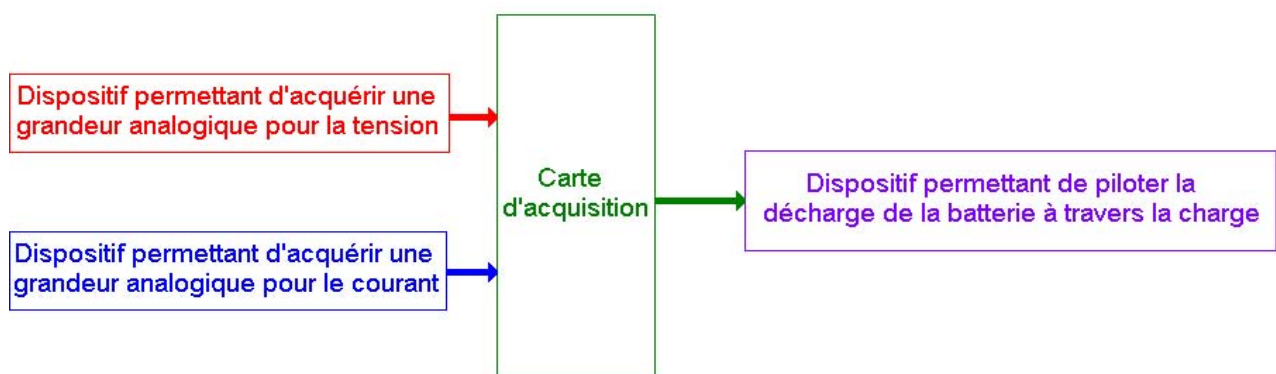 Dispositif permettant d'acquérir une
grandeur analogique pour la tension
Dispositif permettant d'acquérir une
grandeur analogique pour le courant
Carte
d'acquisition
Dispositif permettant de piloter la
décharge de la batterie à travers la charge